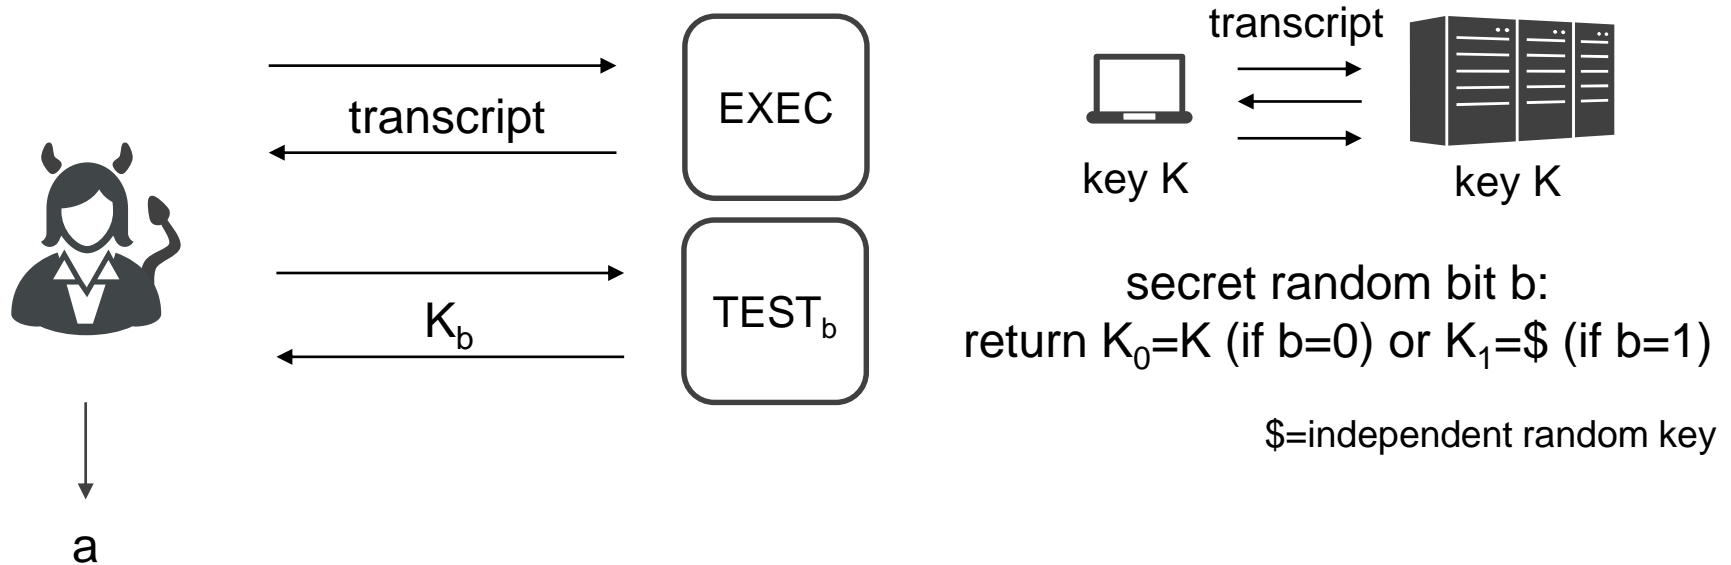 transcript
EXEC
transcript
key K
key K
K_b
TEST_b
secret random bit b:
return K_0=K (if b=0) or K_1=$ (if b=1)
$=independent random key
a